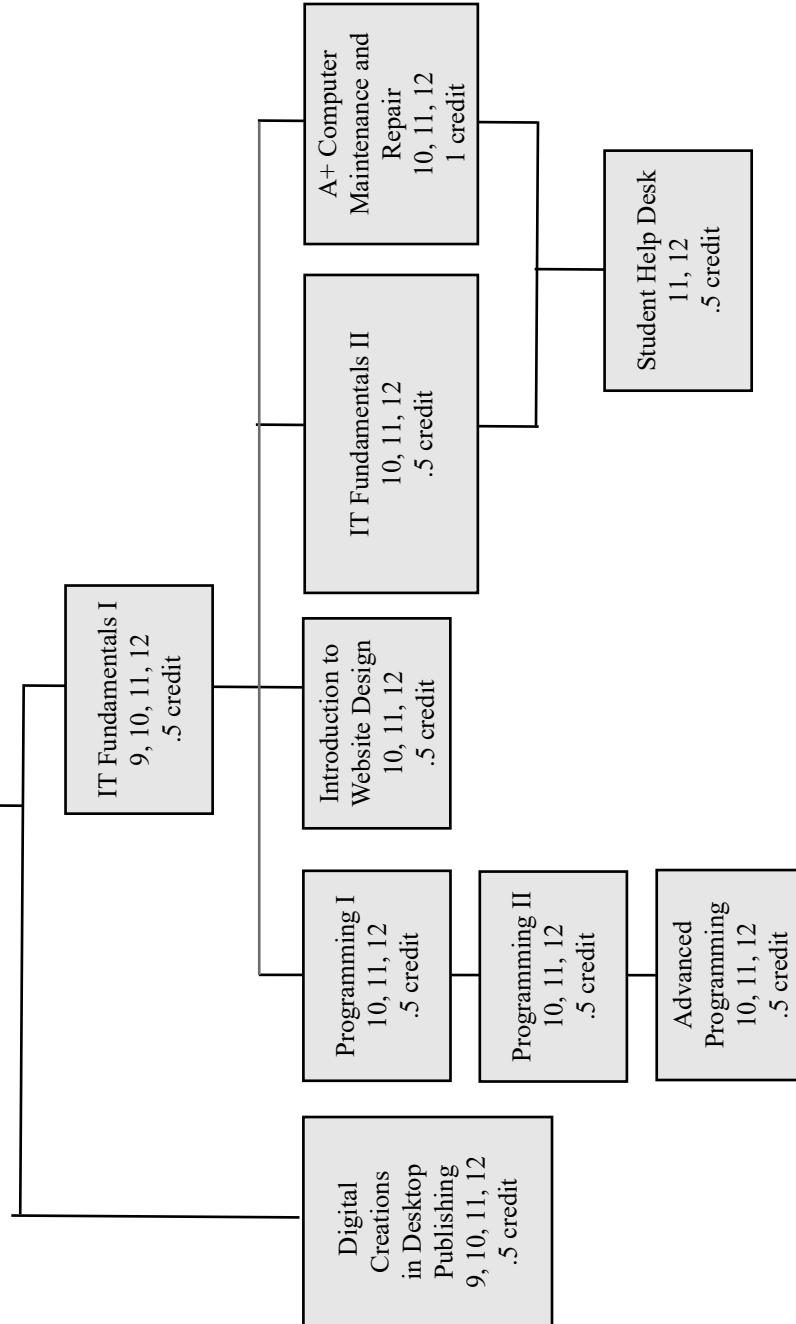 IT Fundamentals I
9, 10, 11, 12
.5 credit
Digital
Creations
in Desktop
Publishing
9, 10, 11, 12
.5 credit
Programming I
10, 11, 12
.5 credit
Introduction to
Website Design
10, 11, 12
.5 credit
IT Fundamentals II
10, 11, 12
.5 credit
A+ Computer
Maintenance and
Repair
10, 11, 12
1 credit
Programming II
10, 11, 12
.5 credit
Student Help Desk
11, 12
.5 credit
Advanced
Programming
10, 11, 12
.5 credit